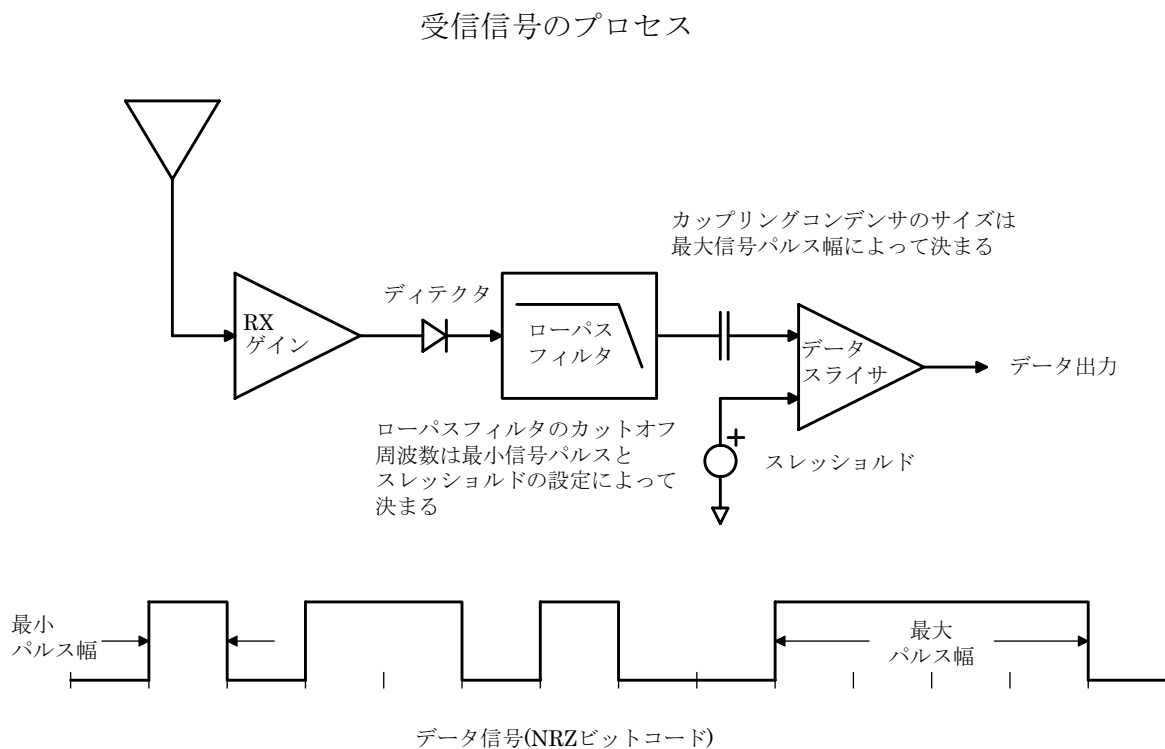 受信信号のプロセス
カップリングコンデンサのサイズは
最大信号パルス幅によって決まる
ディテクタ
RX
ゲイン
ローパス
フィルタ
データ
スライサ
データ出力
ローパスフィルタのカットオフ
周波数は最小信号パルスと
スレッショルドの設定によって
決まる
+
スレッショルド
最小
パルス幅
最大
パルス幅
データ信号(NRZビットコード)